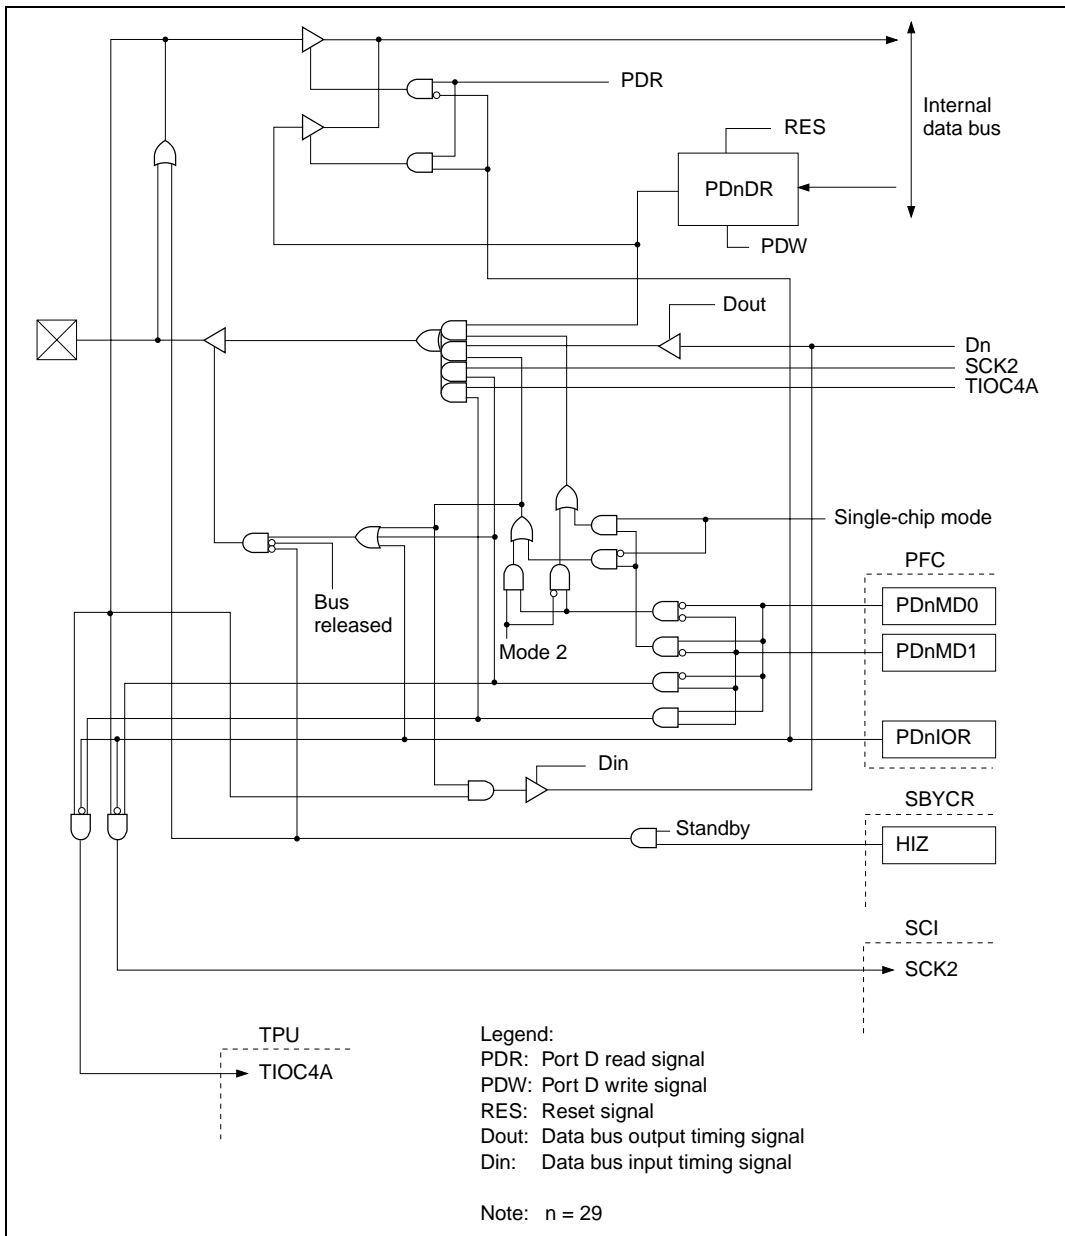 PDR
Internal
data bus
RES
PDnDR
PDW
Dout
Dn
SCK2
TIOC4A
Single-chip mode
PFC
PDnMD0
Bus
released
Mode 2
PDnMD1
PDnIOR
Din
SBYCR
Standby
HIZ
SCI
SCK2
TPU
TIOC4A
Legend:
PDR: Port D read signal
PDW: Port D write signal
RES: Reset signal
Dout: Data bus output timing signal
Din: Data bus input timing signal
Note: n = 29